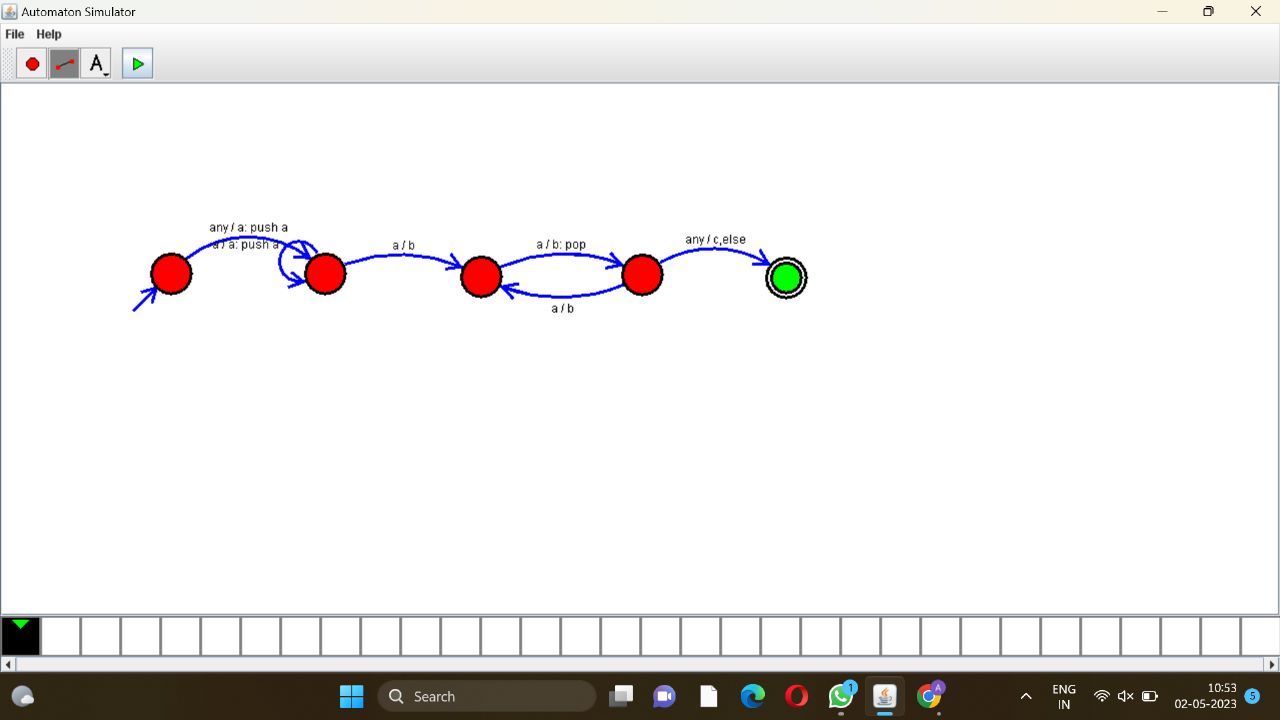 Automaton Simulator
File Help
A
any / a: push a
a / a: push a
a / b
a / b: pop
any / c,else
a / b
Search
1
A
ENG
IN
10:53
02-05-2023
5